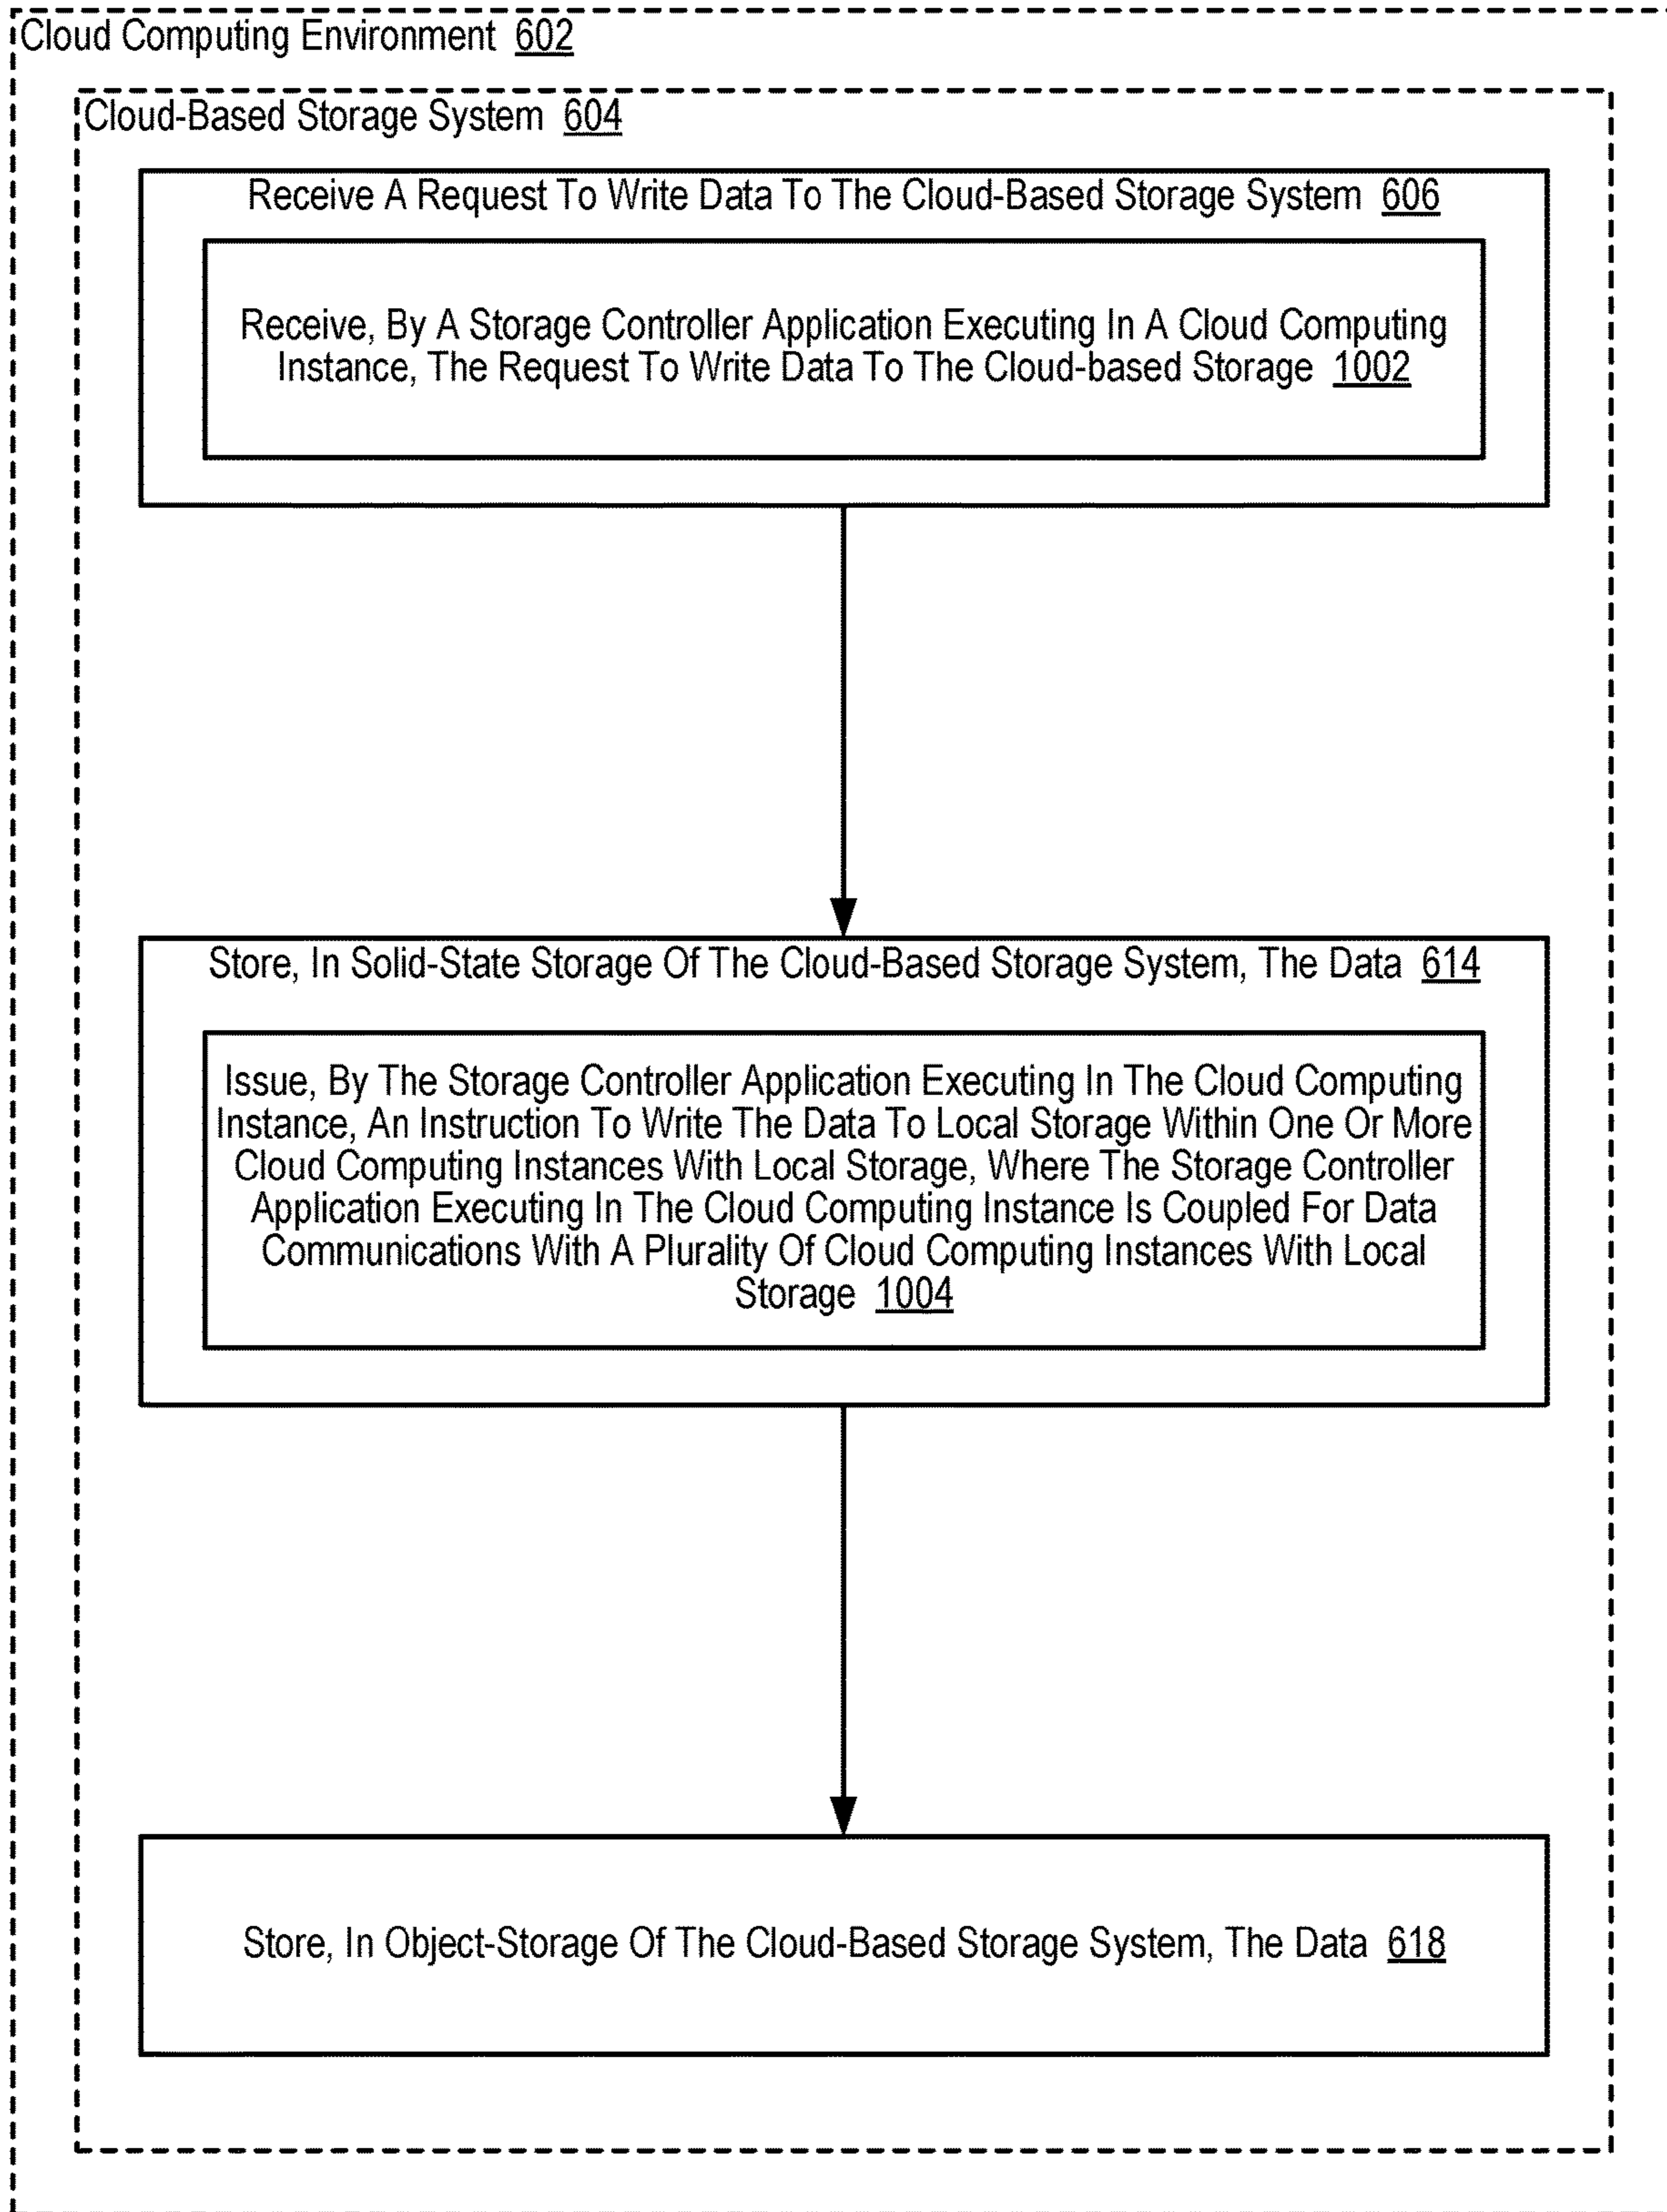 Cloud Computing Environment 602
Cloud-Based Storage System 604
Receive A Request To Write Data To The Cloud-Based Storage System 606
Receive, By A Storage Controller Application Executing In A Cloud Computing
Instance, The Request To Write Data To The Cloud-based Storage 1002
Store, In Solid-State Storage Of The Cloud-Based Storage System, The Data 614
Issue, By The Storage Controller Application Executing In The Cloud Computing
Instance, An Instruction To Write The Data To Local Storage Within One Or More
Cloud Computing Instances With Local Storage, Where The Storage Controller
Application Executing In The Cloud Computing Instance Is Coupled For Data
Communications With A Plurality Of Cloud Computing Instances With Local
Storage 1004
Store, In Object-Storage Of The Cloud-Based Storage System, The Data 618